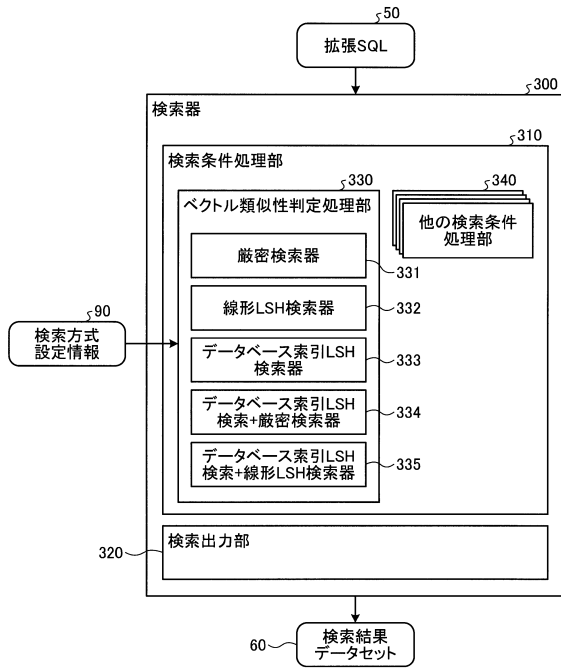 50
拡張SQL
300
検索器
310
検索条件処理部
330
ベクトル類似性判定処理部
340
他の検索条件
処理部
厳密検索器
331
線形LSH検索器
332
90
検索方式
設定情報
データベース索引LSH
検索器
333
データベース索引LSH
検索+厳密検索器
334
データベース索引LSH
検索+線形LSH検索器
335
検索出力部
320
検索結果
データセット
60